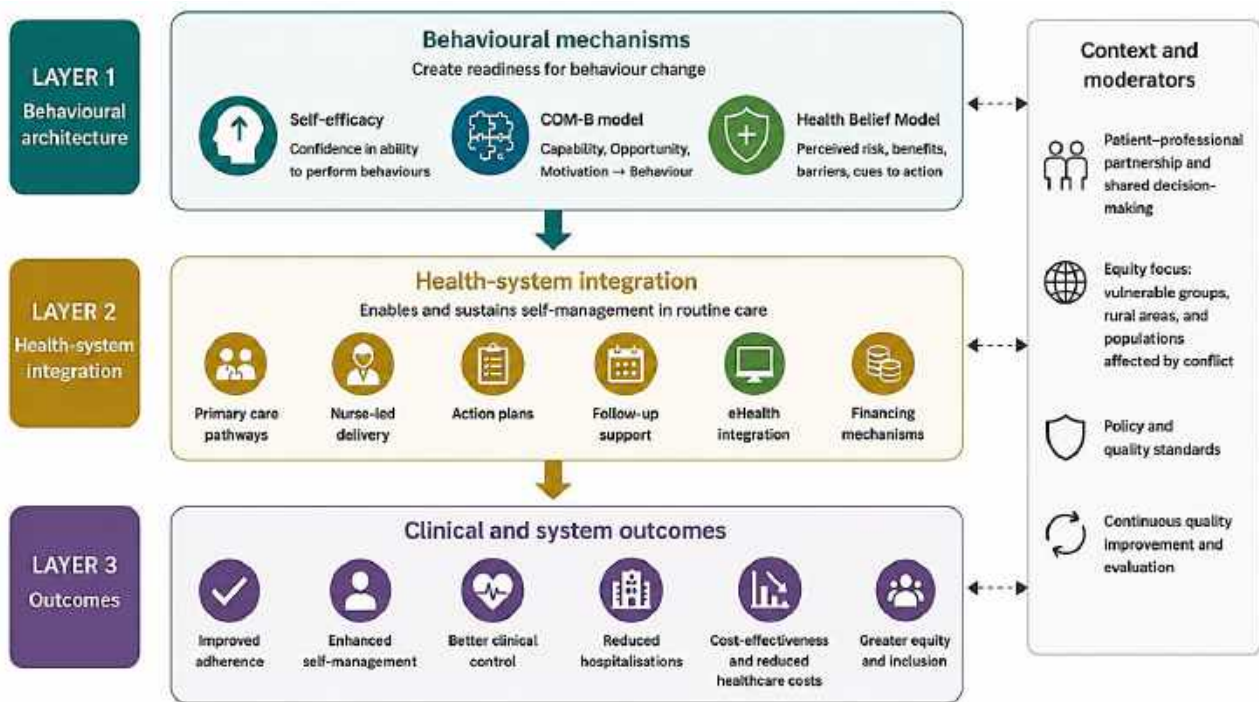 LAYER 1
Behavioural
architecture
Behavioural mechanisms
Create readiness for behaviour change
Self-efficacy
Confidence in ability
to perform behaviours
COM-B model
Capability, Opportunity,
Motivation → Behaviour
Health Belief Model
Perceived risk, benefits,
barriers, cues to action
LAYER 2
Health-system
integration
Health-system integration
Enables and sustains self-management in routine care
Primary care
pathways
Nurse-led
delivery
Action plans
Follow-up
support
eHealth
integration
Financing
mechanisms
LAYER 3
Outcomes
Clinical and system outcomes
Improved
adherence
Enhanced
self-management
Better clinical
control
Reduced
hospitalisations
Cost-effectiveness
and reduced
healthcare costs
Greater equity
and inclusion
Context and
moderators
Patient–professional
partnership and
shared decision-
making
Equity focus:
vulnerable groups,
rural areas, and
populations
affected by conflict
Policy and
quality standards
Continuous quality
improvement and
evaluation